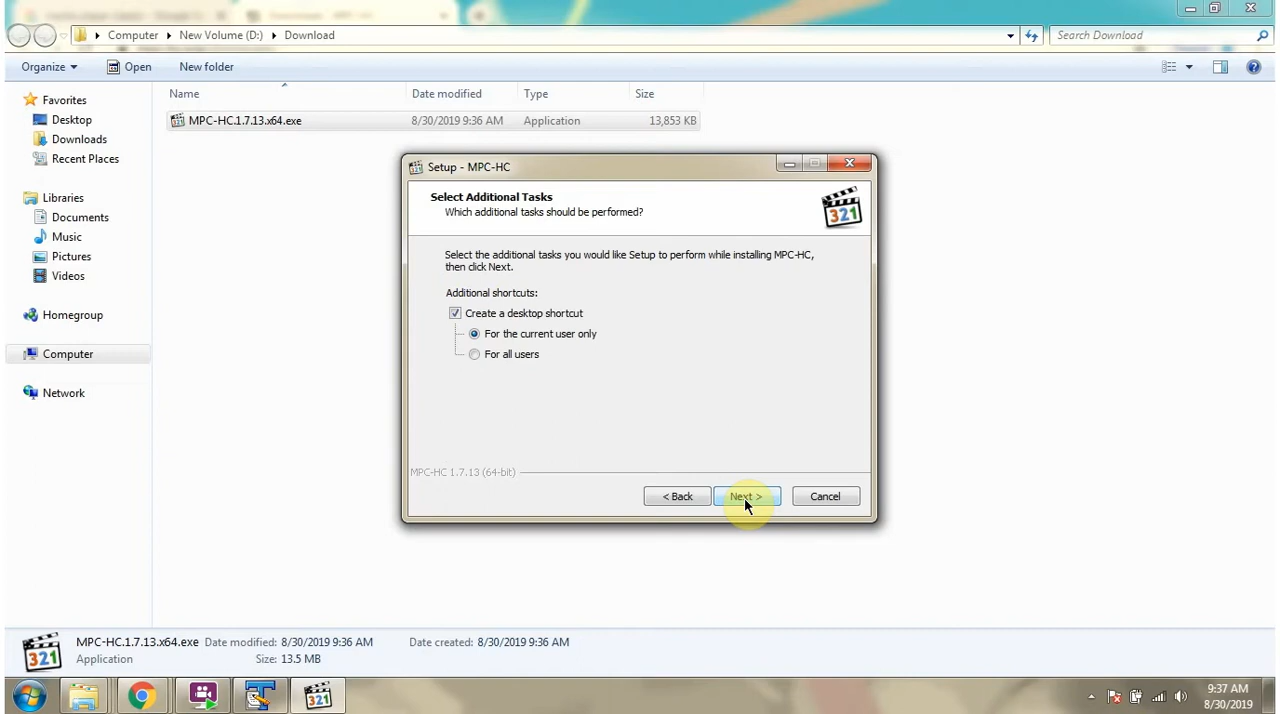 Computer ▸ New Volume (D:) ▸ Download
Search Download
Organize
Open
New folder
Name
Date modified
Type
Size
MPC-HC.1.7.13.x64.exe
8/30/2019 9:36 AM
Application
13,853 KB
Favorites
Desktop
Downloads
Recent Places
Libraries
Documents
Music
Pictures
Videos
Homegroup
Computer
Network
Setup - MPC-HC
Select Additional Tasks
Which additional tasks should be performed?
321
Select the additional tasks you would like Setup to perform while installing MPC-HC,
then click Next.
Additional shortcuts:
Create a desktop shortcut
For the current user only
For all users
MPC-HC 1.7.13 (64-bit)
< Back
Next >
Cancel
321
MPC-HC.1.7.13.x64.exe Date modified: 8/30/2019 9:36 AM
Date created: 8/30/2019 9:36 AM
Application
Size: 13.5 MB
321
9:37 AM
8/30/2019